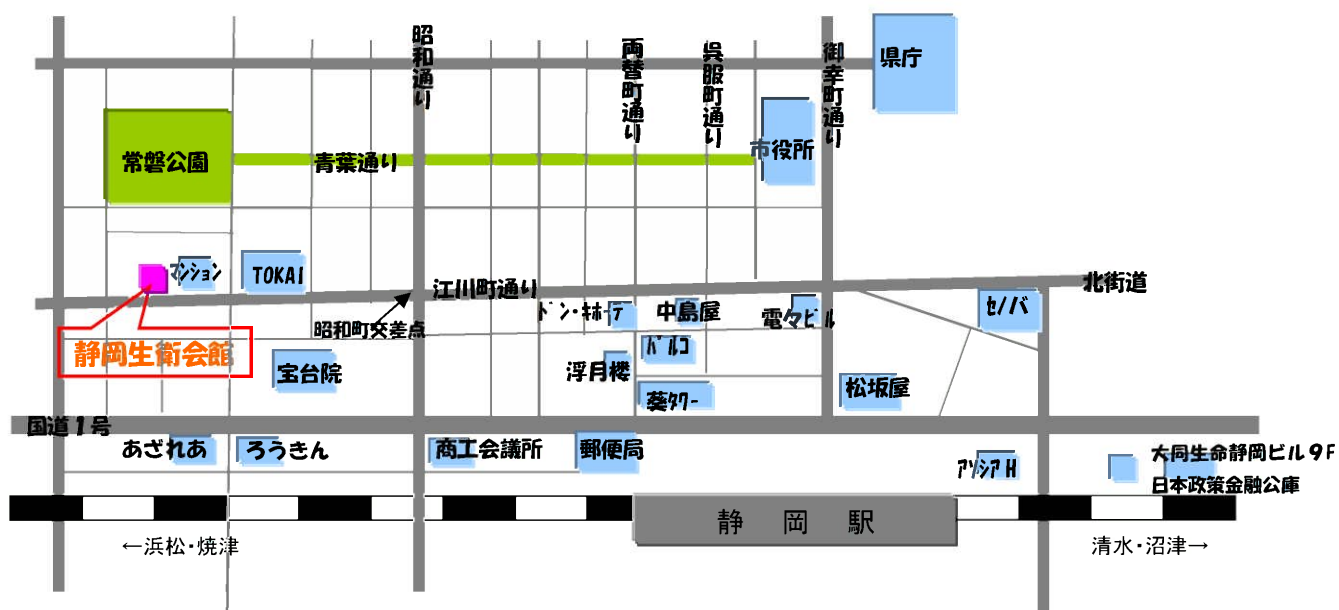 昭和通り
両替町通り
呉服町通り
御幸町通り
県庁
常磐公園
青葉通り
市役所
マンション
TOKAI
江川町通り
北街道
ドン・キホーテ
中島屋
電々ビル
セノバ
昭和町交差点
静岡生衛会館
パルコ
宝台院
浮月楼
葵タワー
松坂屋
国道1号
あざれあ
ろうきん
商工会議所
郵便局
アソシアH
大同生命静岡ビル9F
日本政策金融公庫
静岡駅
←浜松・焼津
清水・沼津→